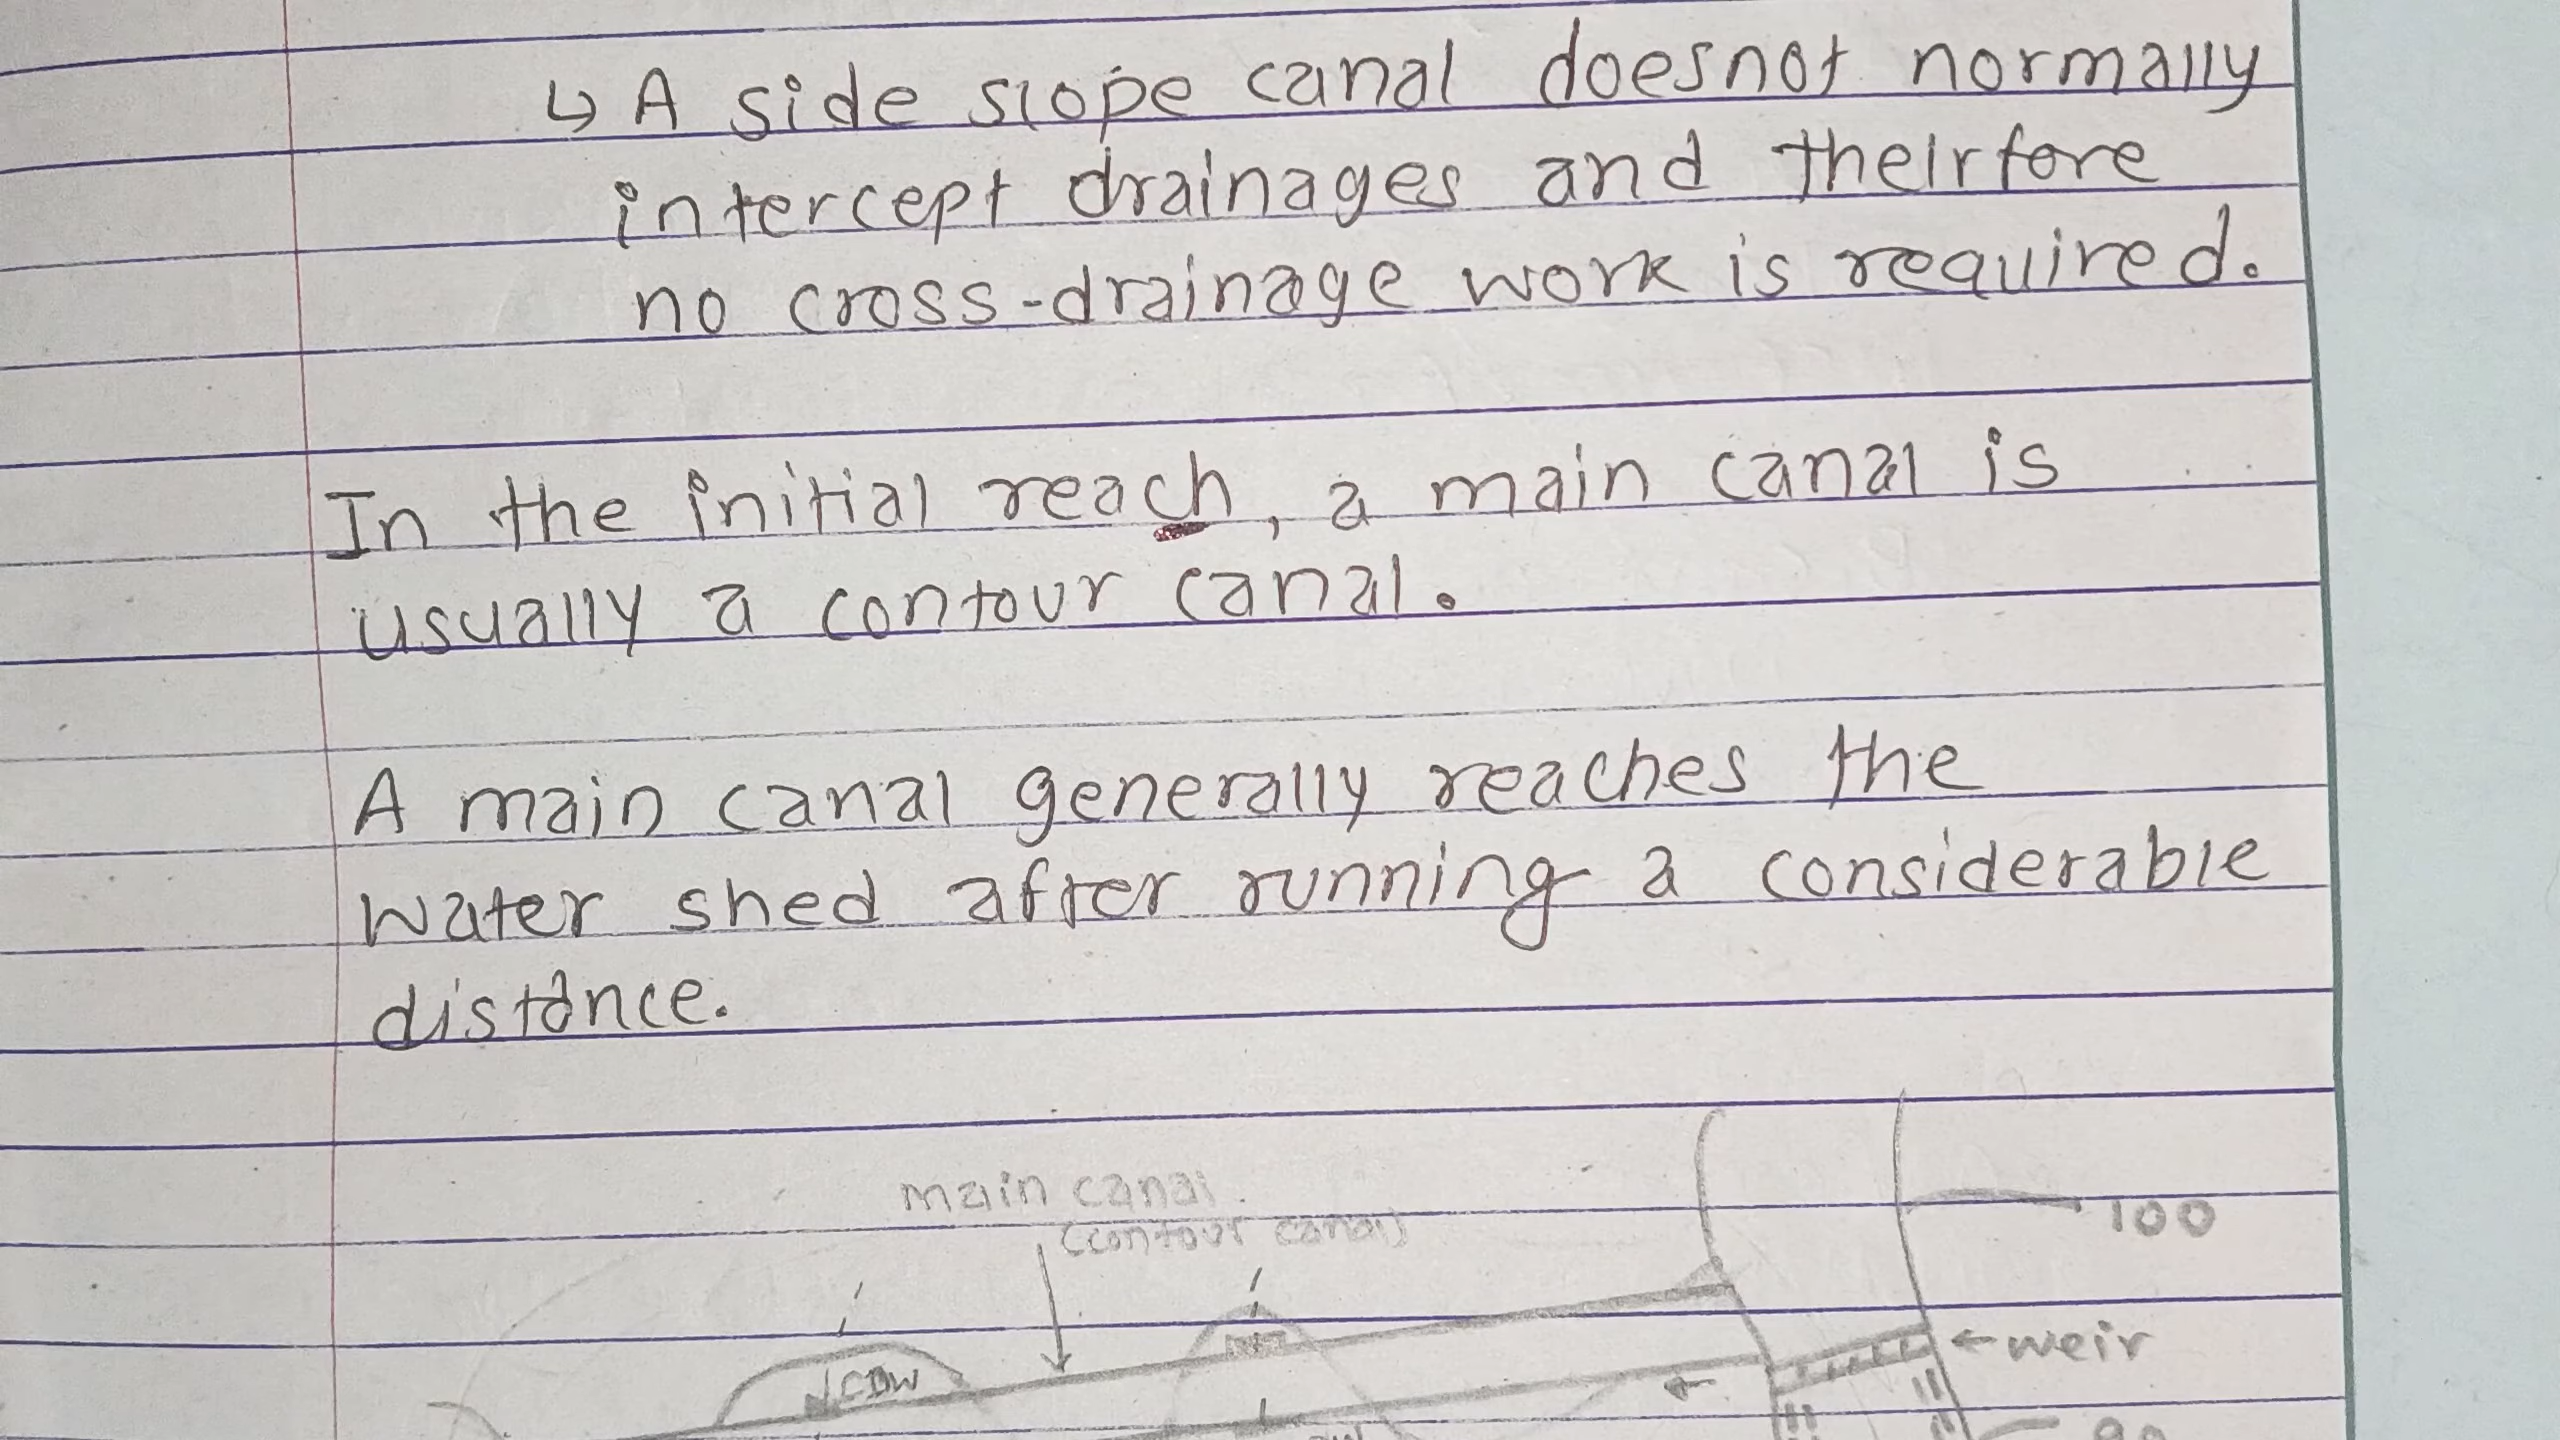 ↳ A side slope canal doesnot normally
intercept drainages and theirfore
no cross-drainage work is required.
In the initial reach, a main canal is
usually a contour canal.
A main canal generally reaches the
water shed after running a considerable
distance.
main canal
(contour canal)
100
←weir
CDW